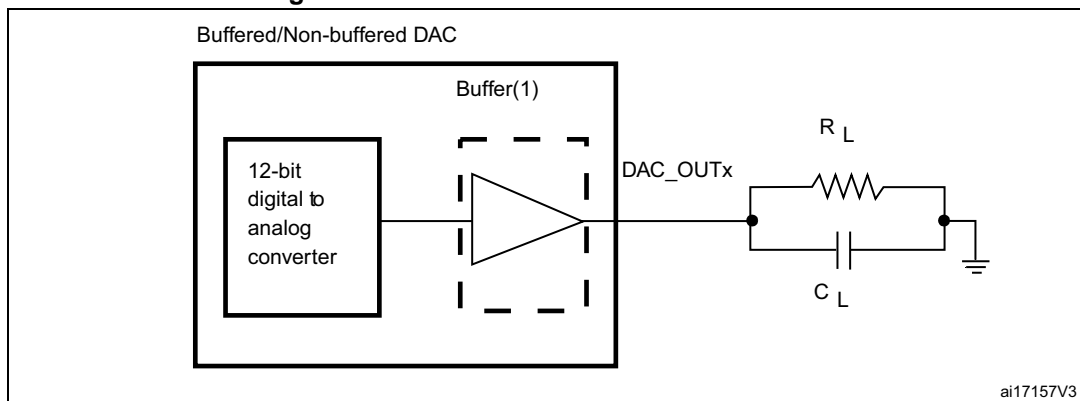 Buffered/Non-buffered DAC
Buffer(1)
12-bit
digital to
analog
converter
DAC_OUTx
R L
C L
ai17157V3